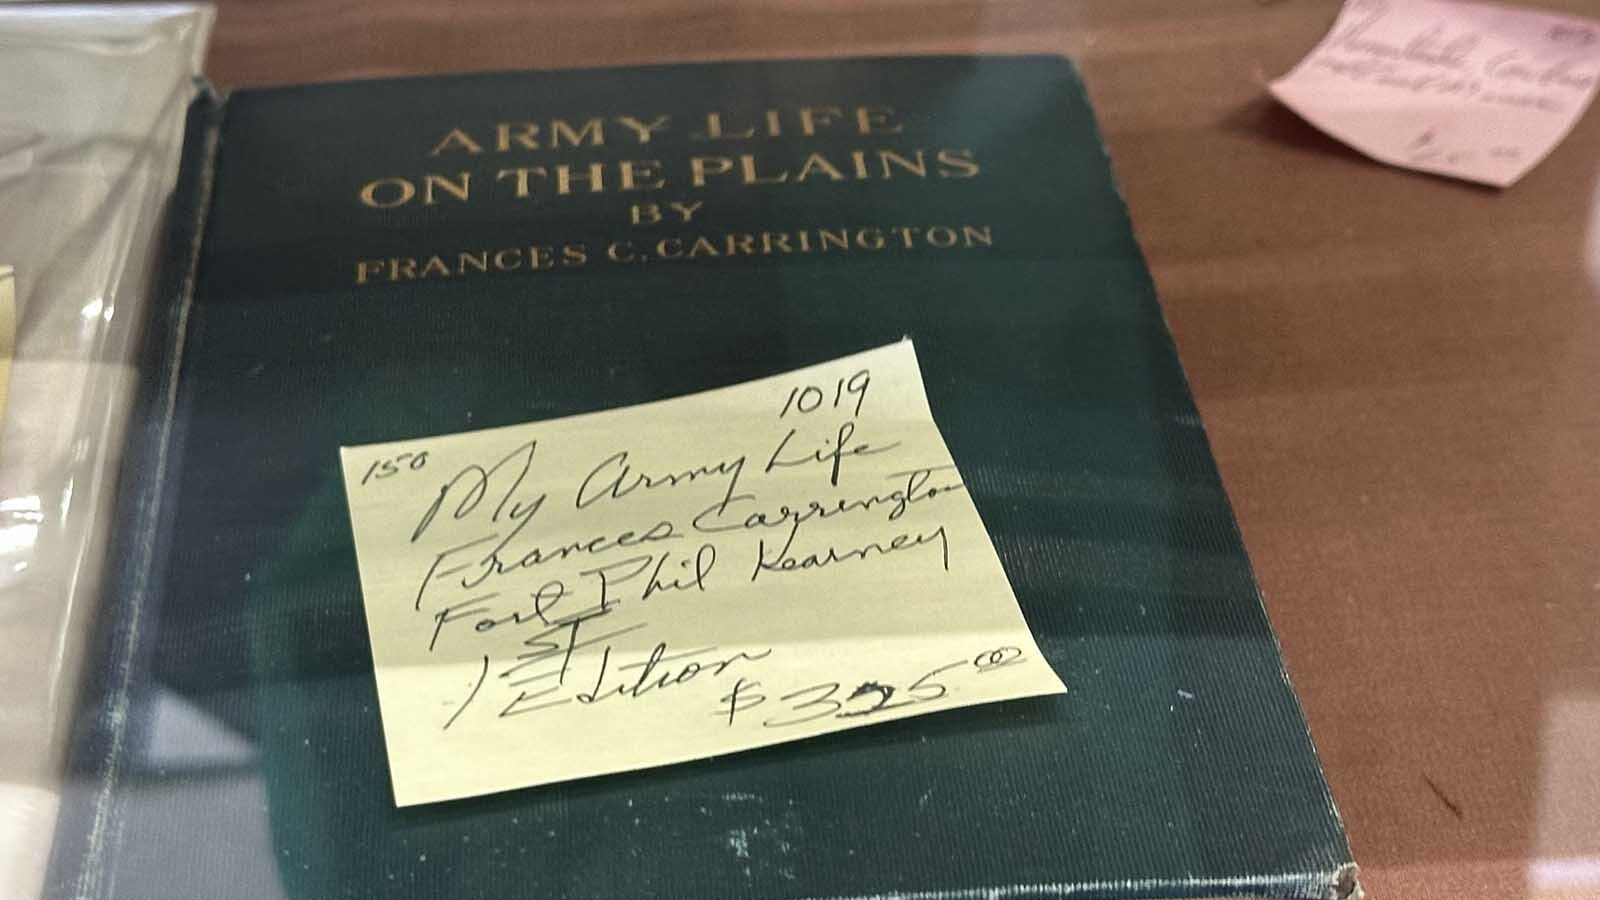 ARMY LIFE
ON THE PLAINS
BY
FRANCES C. CARRINGTON
1019
150
My Army Life
Frances Carrington
Fort Phil Kearney
1ST Edition
$325.00